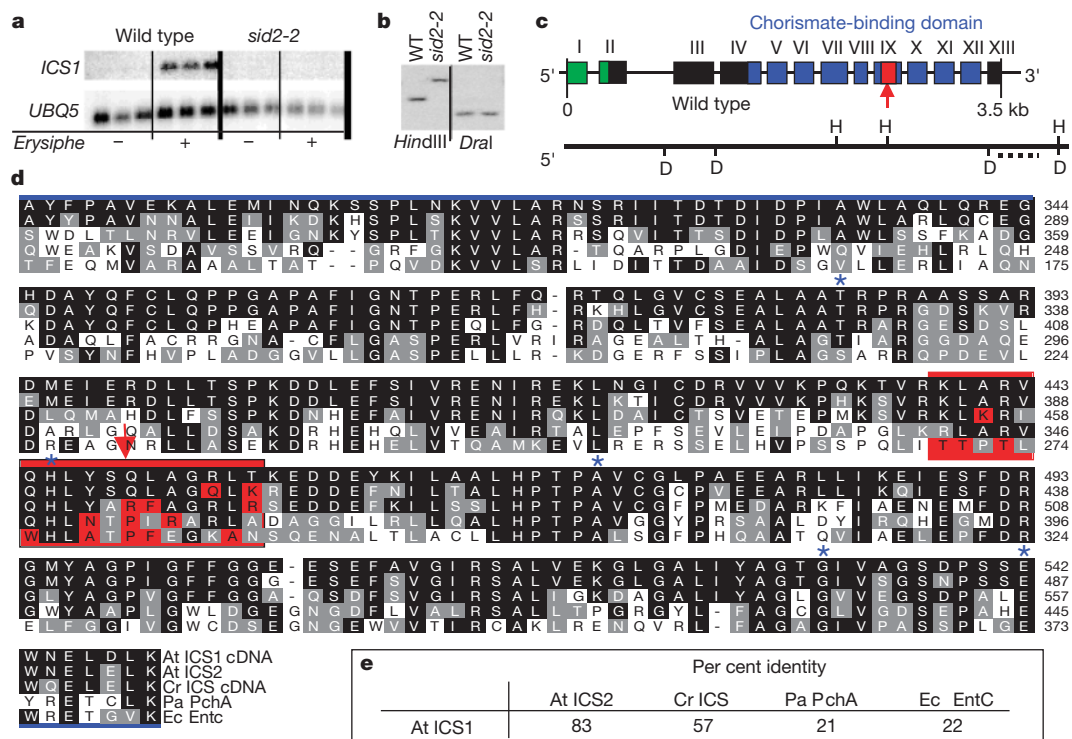 a
Wild type sid2-2
ICS1
UBQ5
Erysiphe − + − +
b
WT sid2-2 WT sid2-2
HindIII DraI
c
Chorismate-binding domain
I II III IV V VI VII VIII IX X XI XII XIII
5′ 3′
0 Wild type 3.5 kb
H H H
5′
D D D D
d
A Y F P A V E K A L E M I N Q K S S P L N K V V L A R N S R I I T D T D I D P I A W L A Q L Q R E G 344
A Y Y P A V N N A L E I I K D K H S P L S K V V L A R N S R I I T D T D I D P I A W L A Q L Q C E G 289
S W D L T L N R V L E E I G N K Y S P L T K V V L A R R S Q V I T T S D I D P L A W L S S F K A D G 359
Q W E A K V S D A V S S V R Q - - G R F G K V V L A R - T Q A R P L G D I E P W Q V I E H L R L Q H 248
T F E Q M V A R A A A L T A T - - P Q V D K V V L S R L I D I T T D A A I D S G V L L E R L I A Q N 175
*
H D A Y Q F C L Q P P G A P A F I G N T P E R L F Q - R T Q L G V C S E A L A A T R P R A A S S A R 393
H D A Y Q F C L Q P P G A P A F I G N T P E R L F Q - R K H L G V C S E A L A A T R P R G D S K V R 338
K D A Y Q F C L Q P H E A P A F I G N T P E Q L F G - R D Q L T V F S E A L A A T R A R G E S D S L 408
A D A Q L F A C R R G N A - C F L G A S P E R L V R I R A G E A L T H - A L A G T I A R G G D A Q E 296
P V S Y N F H V P L A D G G V L L G A S P E L L L R - K D G E R F S S I P L A G S A R R Q P D E V L 224
D M E I E R D L L T S P K D D L E F S I V R E N I R E K L N G I C D R V V V K P Q K T V R K L A R V 443
E M E I E R D L L T S P K D D L E F S I V R E N I R E K L K T I C D R V V V K P H K S V R K L A R V 388
D L Q M A H D L F S S P K D N H E F A I V R E N I R Q K L D A I C T S V E T E P M K S V R K L K R I 458
D A R L G Q A L L D D A K D R H E H Q L V V T A I R T A L E P F S E V L E I P D A P G L K R L A R V 346
D R E A G N R L L A S E K D R H E H E L V T Q A M K E V L R E R S S E L H V P S S P Q L I T T P T L 274
* *
Q H L Y S Q L A G R L T K E D D E Y K I L A A L H P T P A V C G L P A E E A R L L I K E I E S F D R 493
Q H L Y S Q L A G Q L K R E D D E F N I L T A L H P T P A V C G C P V E E A R L L I K Q I E S F D R 438
Q H L Y A R F A G R L R S E D D E F N I L A A L H P T P A V C G F P M E D A R K F I A E N E M F D R 508
Q H L N T P I R A R L A D A G G I L R L L Q A L H P T P A V G G Y P R S A A L D Y I R Q H E G M D R 396
W H L A T P F E G K A N S Q E N A L T L A C L L H P T P A L S G F P H Q A A T Q V I A E L E P F D R 324
* *
G M Y A G P I G F F G G E - E S E F A V G I R S A L V E K G L G A L I Y A G T G I V A G S D P S S E 542
G M Y A G P I G F F G G G - E S E F S V G I R S A L V E K G L G A L I Y A G T G I V S G S N P S S E 487
G L Y A G P V G W F G G A - Q S D F S V G I R S A L I G K D A G A L I Y A G L G V V E G S D P A L E 557
G W Y A A P L G W L D G E G N G D F L V A L R S A L L T P G R G Y L - F A G C G L V G D S E P A H E 445
E L F G G I V G W C D S E G N G E W V V T I R C A K L R E N Q V R L - F A G A G I V P A S S P L G E 373
W N E L D L K At ICS1 cDNA
W N E L E L K At ICS2
W Q E L E L K Cr ICS cDNA
Y R E T C L K Pa PchA
W R E T G V K Ec Entc
e
Per cent identity
At ICS2 Cr ICS Pa PchA Ec EntC
At ICS1 83 57 21 22